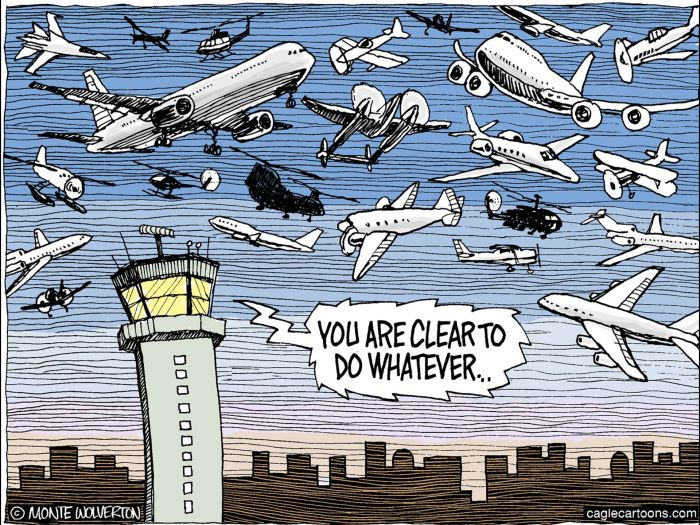 YOU ARE CLEAR TO
DO WHATEVER..
© MONTE WOLVERTON
caglecartoons.com